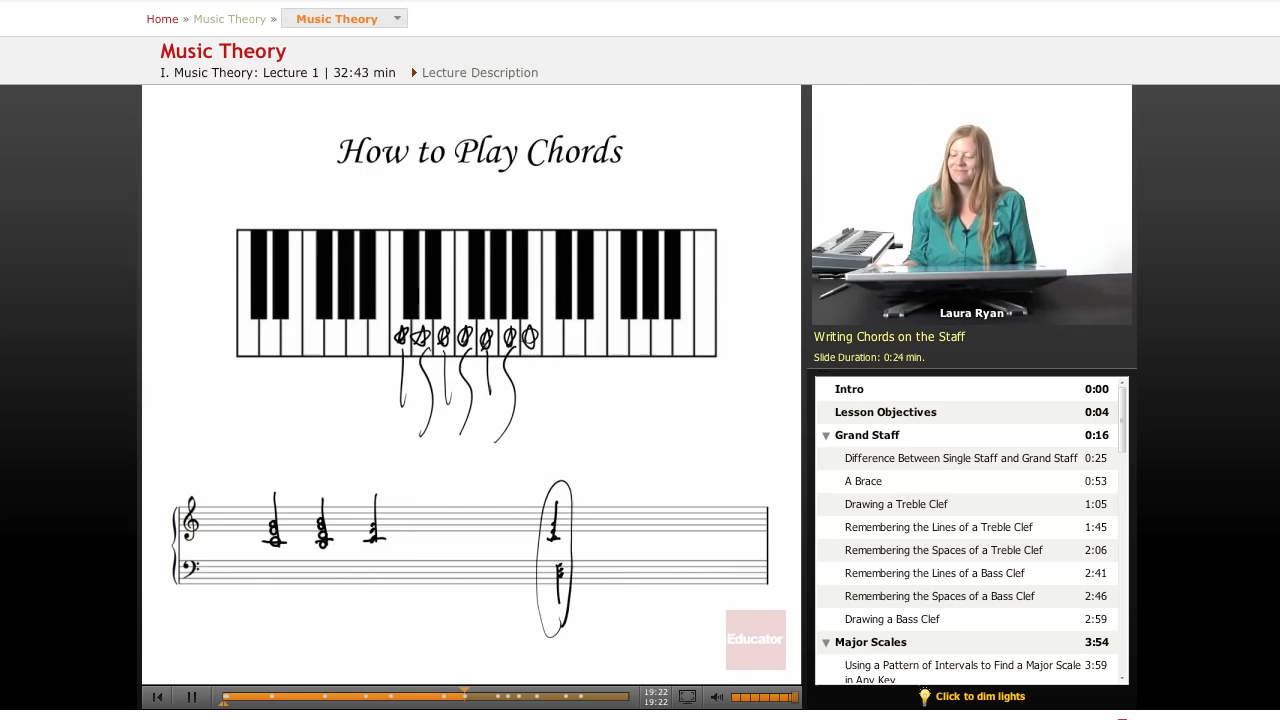 Home » Music Theory » Music Theory
Music Theory
I. Music Theory: Lecture 1 | 32:43 min Lecture Description
How to Play Chords
Educator
Laura Ryan
Writing Chords on the Staff
Slide Duration: 0:24 min.
Intro 0:00
Lesson Objectives 0:04
Grand Staff 0:16
Difference Between Single Staff and Grand Staff 0:25
A Brace 0:53
Drawing a Treble Clef 1:05
Remembering the Lines of a Treble Clef 1:45
Remembering the Spaces of a Treble Clef 2:06
Remembering the Lines of a Bass Clef 2:41
Remembering the Spaces of a Bass Clef 2:46
Drawing a Bass Clef 2:59
Major Scales 3:54
Using a Pattern of Intervals to Find a Major Scale 3:59
in Any Key
19:22
19:22
Click to dim lights